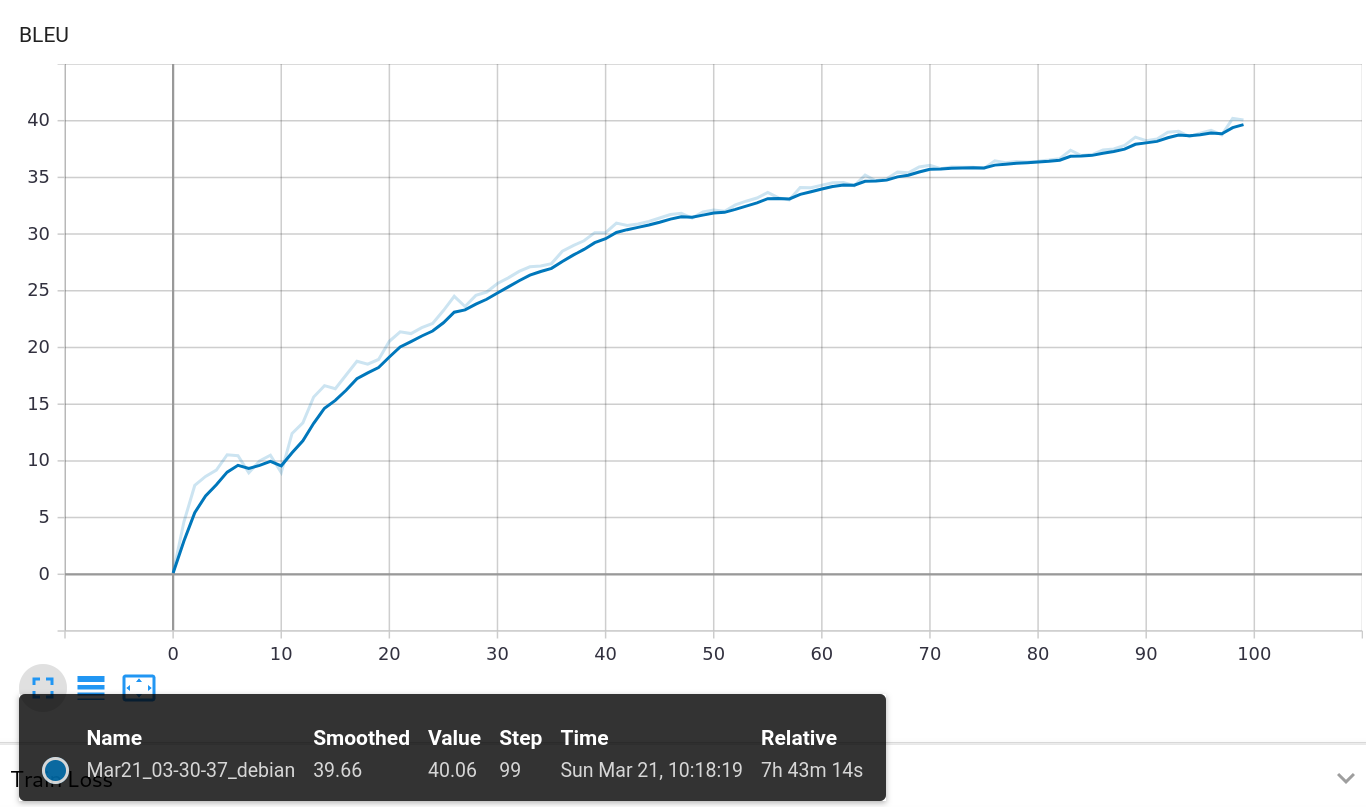 BLEU
40
35
30
25
20
15
10
5
0
0 10 20 30 40 50 60 70 80 90 100
Name Smoothed Value Step Time Relative
Mar21_03-30-37_debian 39.66 40.06 99 Sun Mar 21, 10:18:19 7h 43m 14s
Train Loss